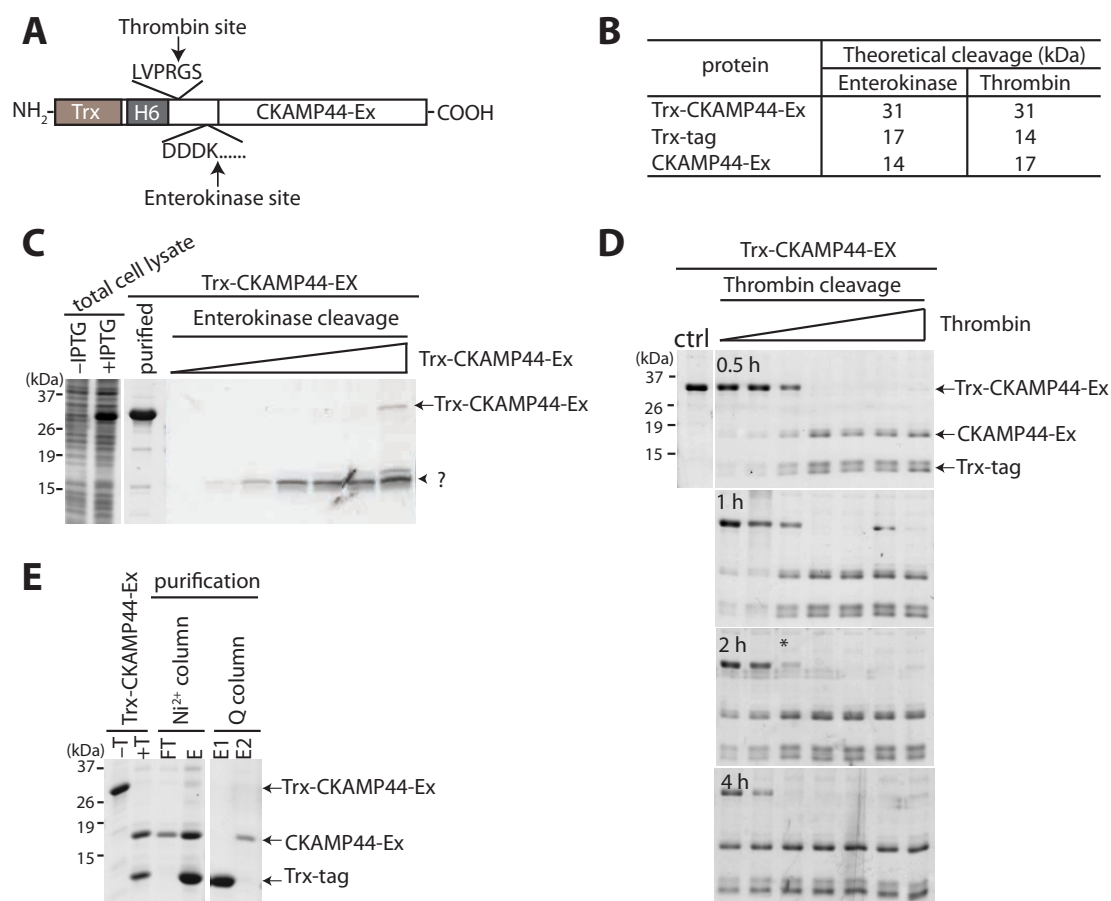 A
Thrombin site
LVPRGS
NH2- Trx H6 CKAMP44-Ex -COOH
DDDK......
Enterokinase site
B
protein Theoretical cleavage (kDa)
Enterokinase Thrombin
Trx-CKAMP44-Ex 31 31
Trx-tag 17 14
CKAMP44-Ex 14 17
C
total cell lysate
–IPTG
+IPTG
purified
Trx-CKAMP44-EX
Enterokinase cleavage
Trx-CKAMP44-Ex
(kDa)
37
26
19
15
Trx-CKAMP44-Ex
?
D
Trx-CKAMP44-EX
Thrombin cleavage
Thrombin
ctrl
(kDa)
37
26
19
15
0.5 h
Trx-CKAMP44-Ex
CKAMP44-Ex
Trx-tag
1 h
2 h *
4 h
E
Trx-CKAMP44-Ex
purification
Ni2+ column
Q column
–T
+T
FT
E
E1
E2
(kDa)
37
26
19
15
Trx-CKAMP44-Ex
CKAMP44-Ex
Trx-tag